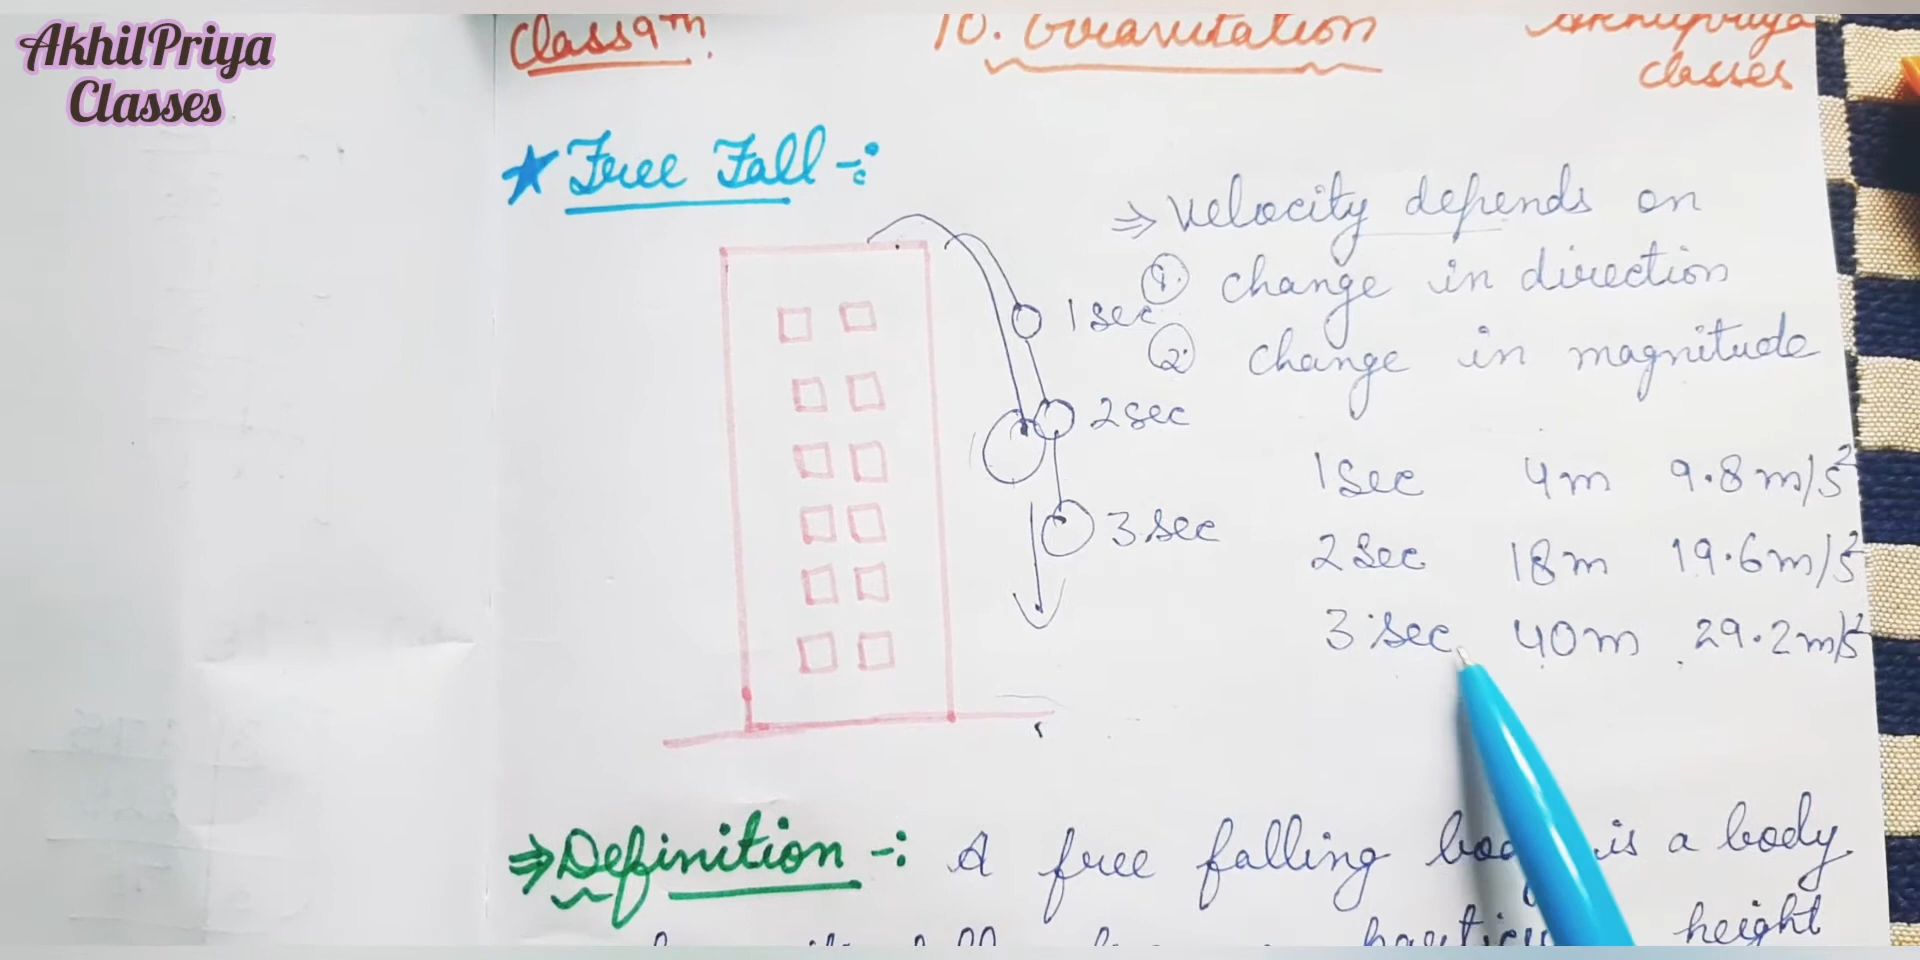 AkhilPriya
Classes
Class 9th.
10. Gravitation
Akhilpriya
classes
Free Fall -:
⇒ Velocity depends on
1. change in direction
2. change in magnitude
1 sec
2 sec
3 sec
1 Sec 4m 9.8 m/s²
2 Sec 18m 19.6 m/s²
3 Sec 40m 29.2 m/s²
⇒ Definition -: A free falling body is a body
height